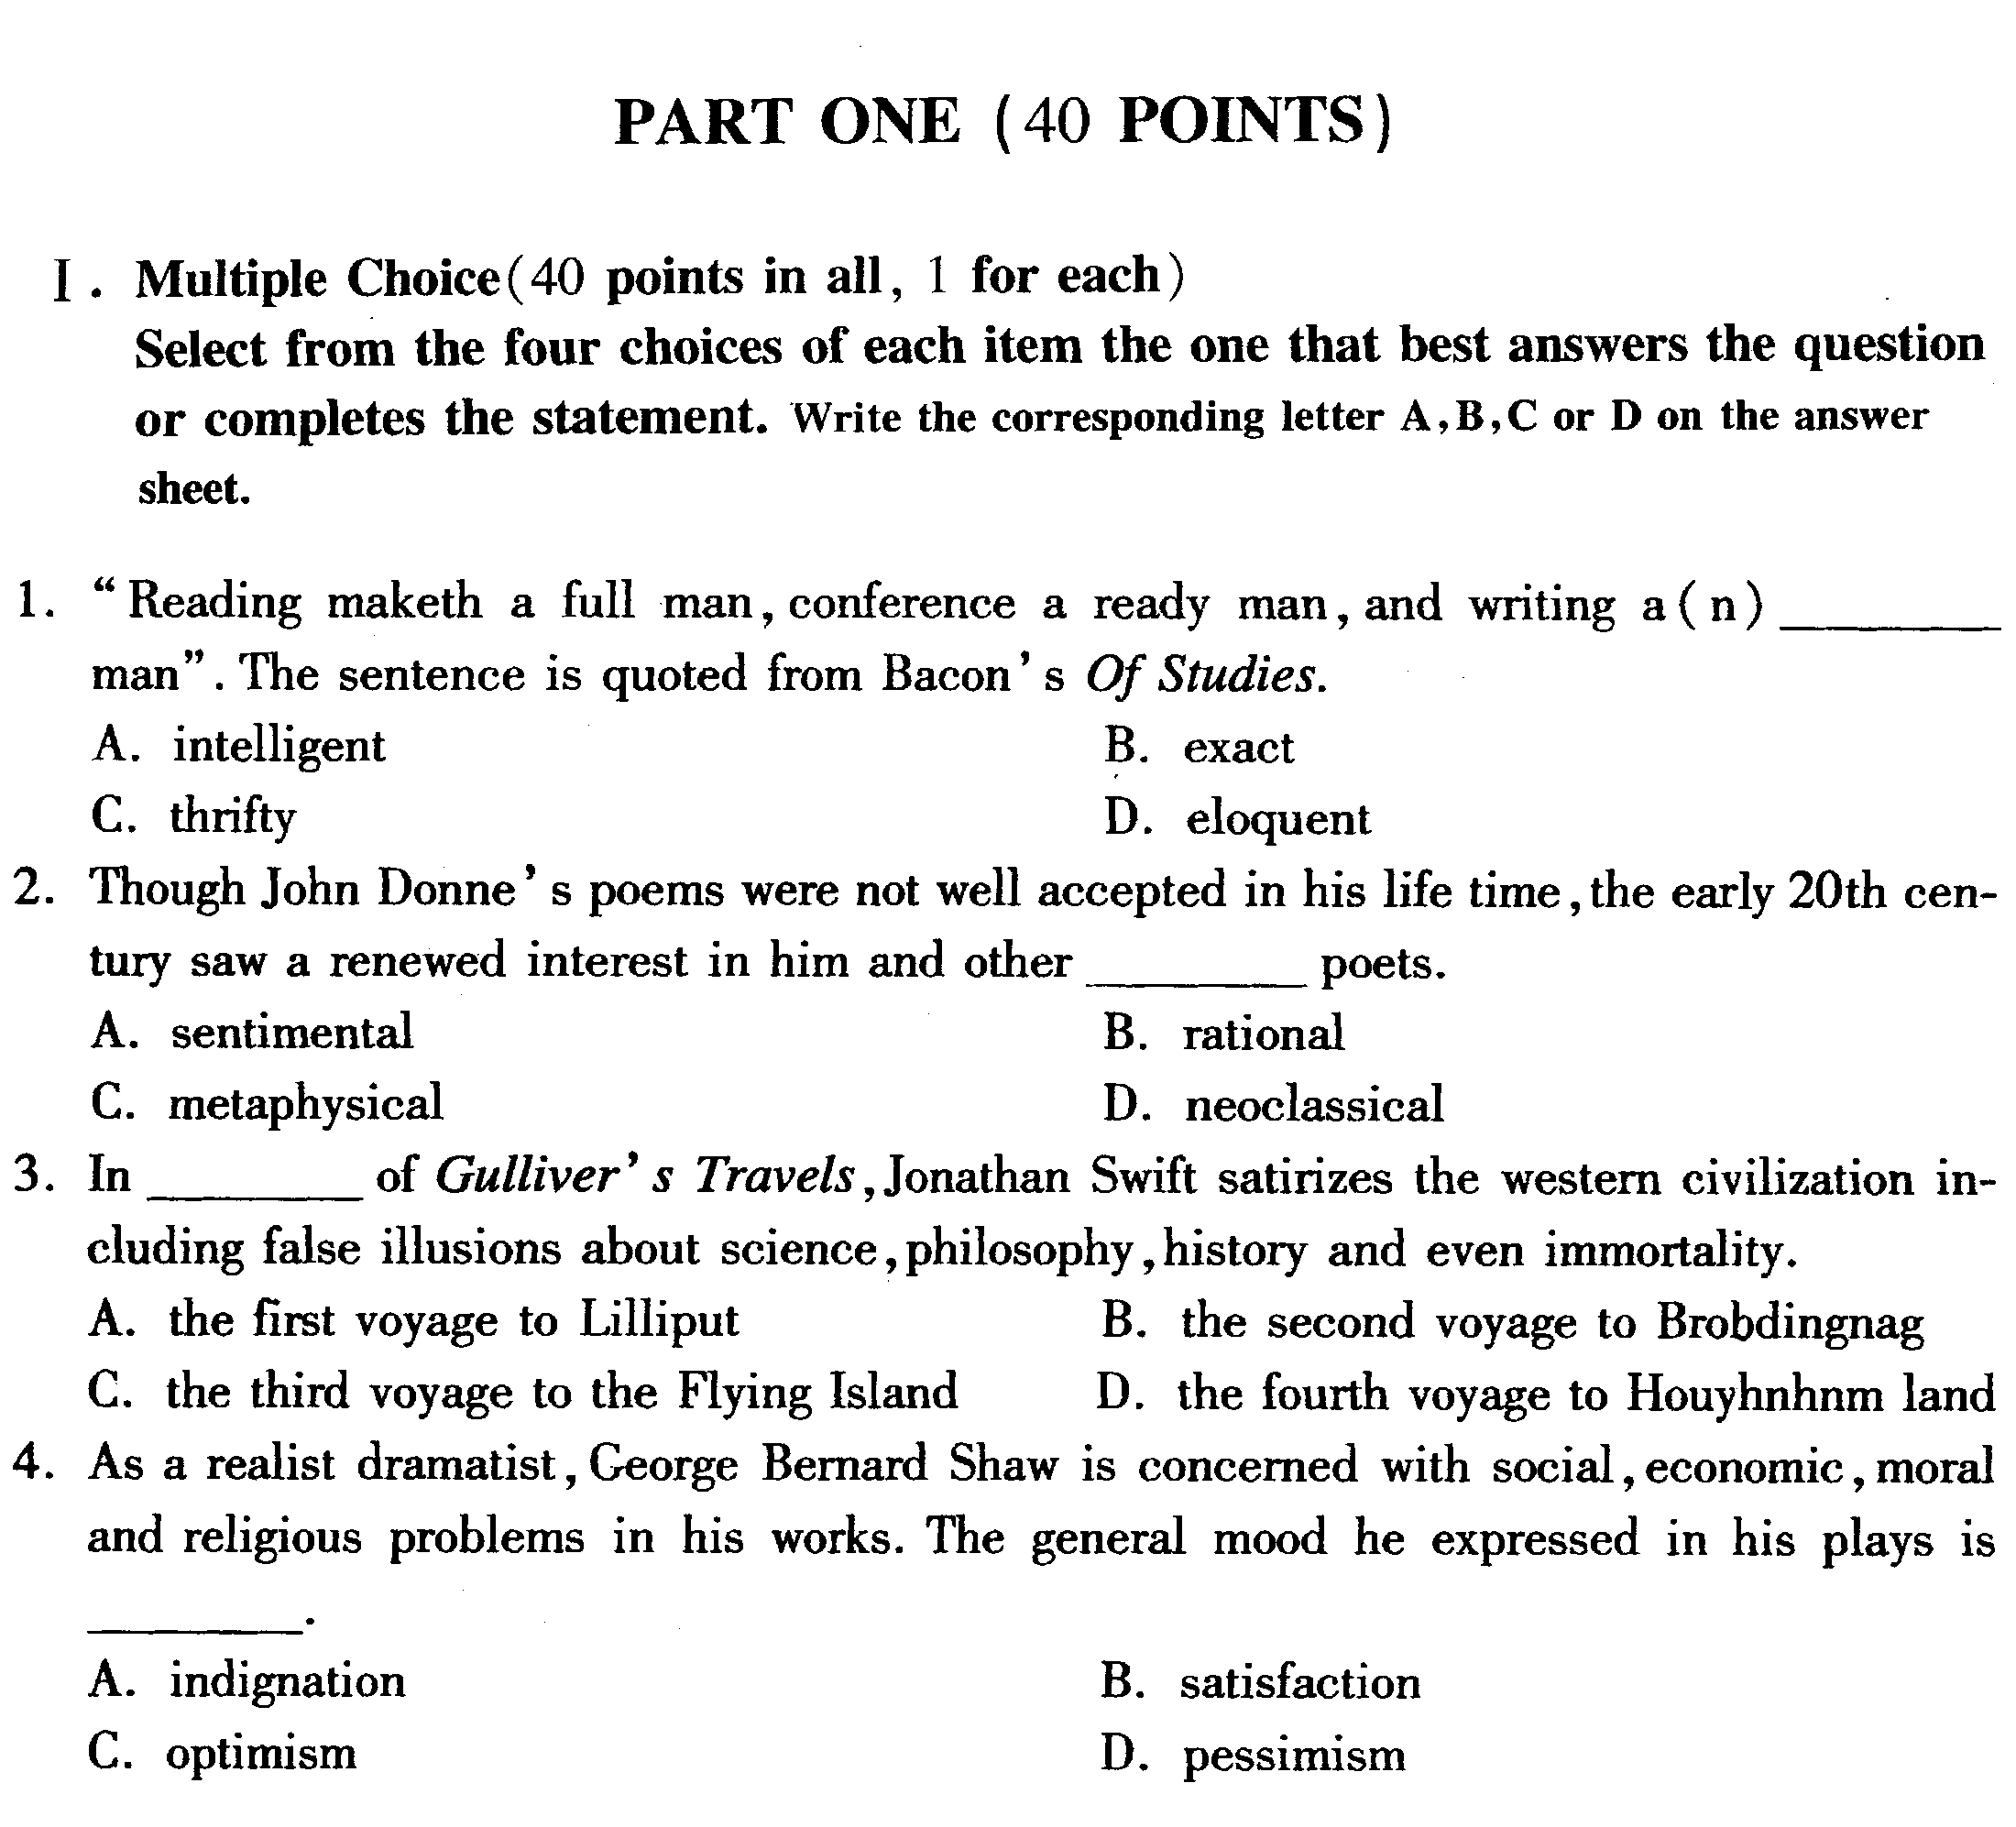 PART ONE (40 POINTS)
I. Multiple Choice(40 points in all, 1 for each)
Select from the four choices of each item the one that best answers the question
or completes the statement. Write the corresponding letter A,B,C or D on the answer
sheet.
1. “Reading maketh a full man, conference a ready man, and writing a(n) ________
man”. The sentence is quoted from Bacon's Of Studies.
A. intelligent B. exact
C. thrifty D. eloquent
2. Though John Donne's poems were not well accepted in his life time, the early 20th cen-
tury saw a renewed interest in him and other ________ poets.
A. sentimental B. rational
C. metaphysical D. neoclassical
3. In ________ of Gulliver's Travels, Jonathan Swift satirizes the western civilization in-
cluding false illusions about science, philosophy, history and even immortality.
A. the first voyage to Lilliput B. the second voyage to Brobdingnag
C. the third voyage to the Flying Island D. the fourth voyage to Houyhnhnm land
4. As a realist dramatist, George Bernard Shaw is concerned with social, economic, moral
and religious problems in his works. The general mood he expressed in his plays is
________.
A. indignation B. satisfaction
C. optimism D. pessimism